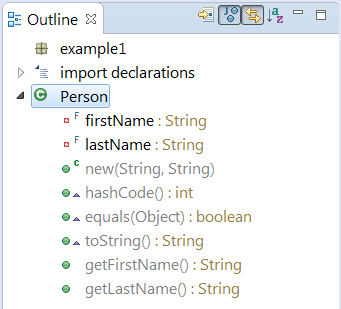 Outline
example1
import declarations
Person
firstName : String
lastName : String
new(String, String)
hashCode() : int
equals(Object) : boolean
toString() : String
getFirstName() : String
getLastName() : String